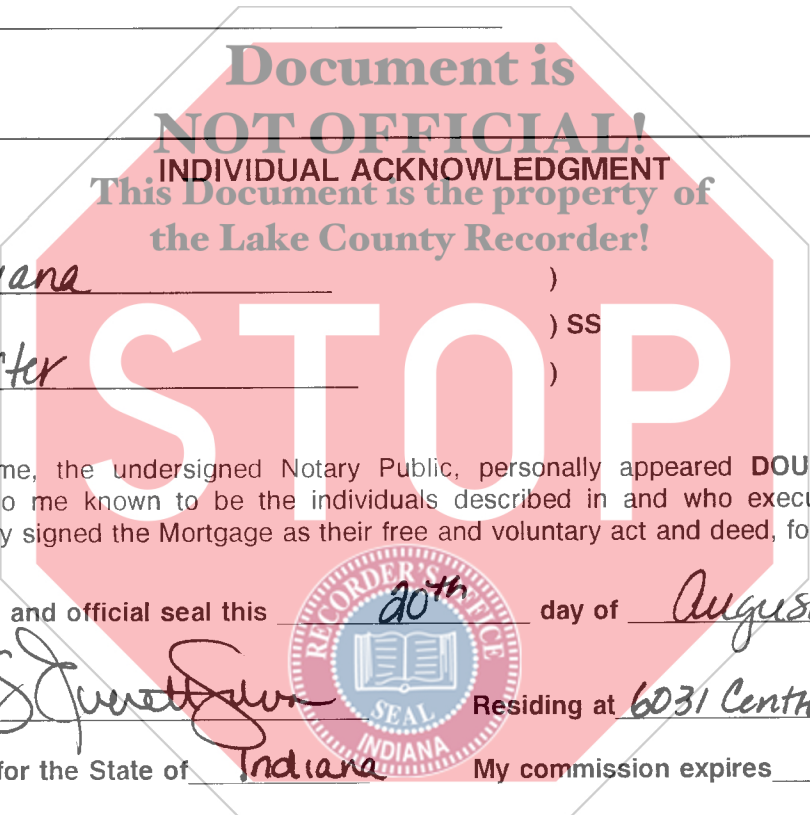 Document is
NOT OFFICIAL!
INDIVIDUAL ACKNOWLEDGMENT
This Document is the property of
the Lake County Recorder!
iana )
) SS
ter )
STOP
me, the undersigned Notary Public, personally appeared DOU
o me known to be the individuals described in and who execu
y signed the Mortgage as their free and voluntary act and deed, fo
and official seal this 20th day of Augus
RECORDER'S OFFICE
SEAL
INDIANA
Residing at 6031
for the State of Indiana My commission expires